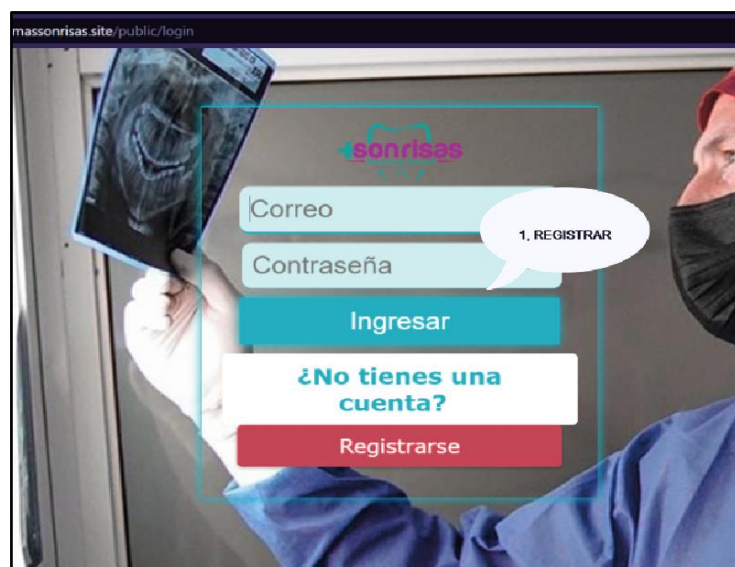 massonrisas.site/public/login
+sonrisas
Correo
1, REGISTRAR
Contraseña
Ingresar
¿No tienes una
cuenta?
Registrarse